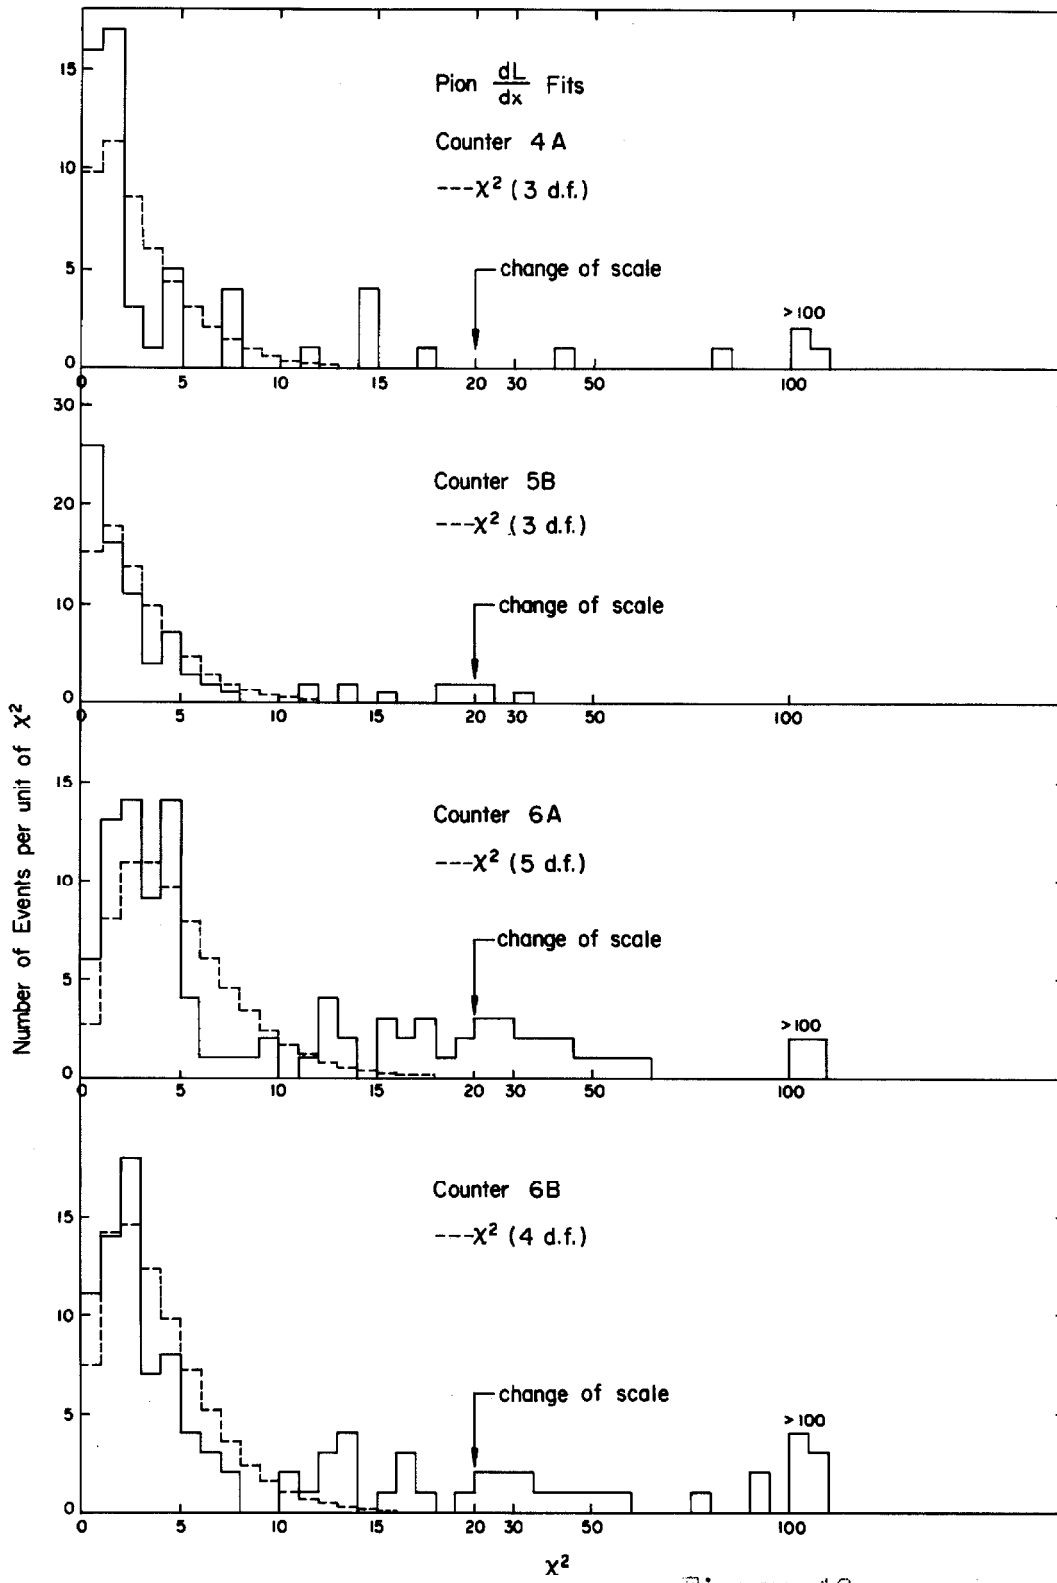 Pion dL/dx Fits
Counter 4A
---χ² (3 d.f.)
change of scale
>100
15
10
5
0
0 5 10 15 20 30 50 100
Counter 5B
---χ² (3 d.f.)
change of scale
30
20
10
0
0 5 10 15 20 30 50 100
Counter 6A
---χ² (5 d.f.)
change of scale
>100
15
10
5
0
0 5 10 15 20 30 50 100
Counter 6B
---χ² (4 d.f.)
change of scale
>100
15
10
5
0
0 5 10 15 20 30 50 100
Number of Events per unit of χ²
χ²